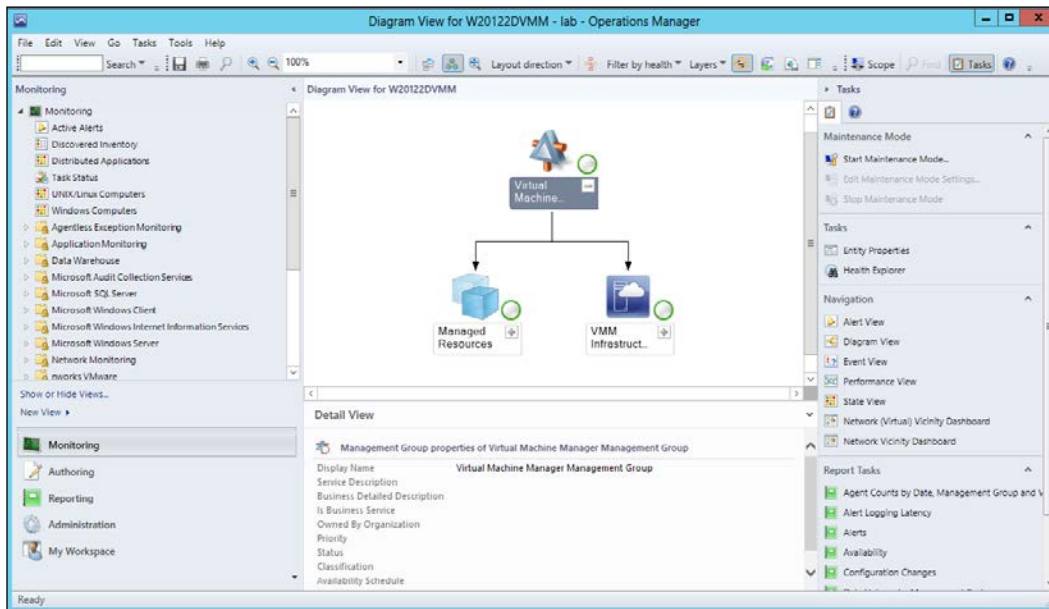 Diagram View for W20122DVMM - lab - Operations Manager
File Edit View Go Tasks Tools Help
Search 100% Layout direction Filter by health Layers Scope Find Tasks
Monitoring
Monitoring
Active Alerts
Discovered Inventory
Distributed Applications
Task Status
UNIX/Linux Computers
Windows Computers
Agentless Exception Monitoring
Application Monitoring
Data Warehouse
Microsoft Audit Collection Services
Microsoft SQL Server
Microsoft Windows Client
Microsoft Windows Internet Information Services
Microsoft Windows Server
Network Monitoring
nworks VMware
Show or Hide Views...
New View
Monitoring
Authoring
Reporting
Administration
My Workspace
Diagram View for W20122DVMM
Virtual
Machine...
Managed
Resources
VMM
Infrastruct...
Detail View
Management Group properties of Virtual Machine Manager Management Group
Display Name Virtual Machine Manager Management Group
Service Description
Business Detailed Description
Is Business Service
Owned By Organization
Priority
Status
Classification
Availability Schedule
Tasks
Maintenance Mode
Start Maintenance Mode...
Edit Maintenance Mode Settings...
Stop Maintenance Mode
Tasks
Entity Properties
Health Explorer
Navigation
Alert View
Diagram View
Event View
Performance View
State View
Network (Virtual) Vicinity Dashboard
Network Vicinity Dashboard
Report Tasks
Agent Counts by Date, Management Group and V
Alert Logging Latency
Alerts
Availability
Configuration Changes
Ready